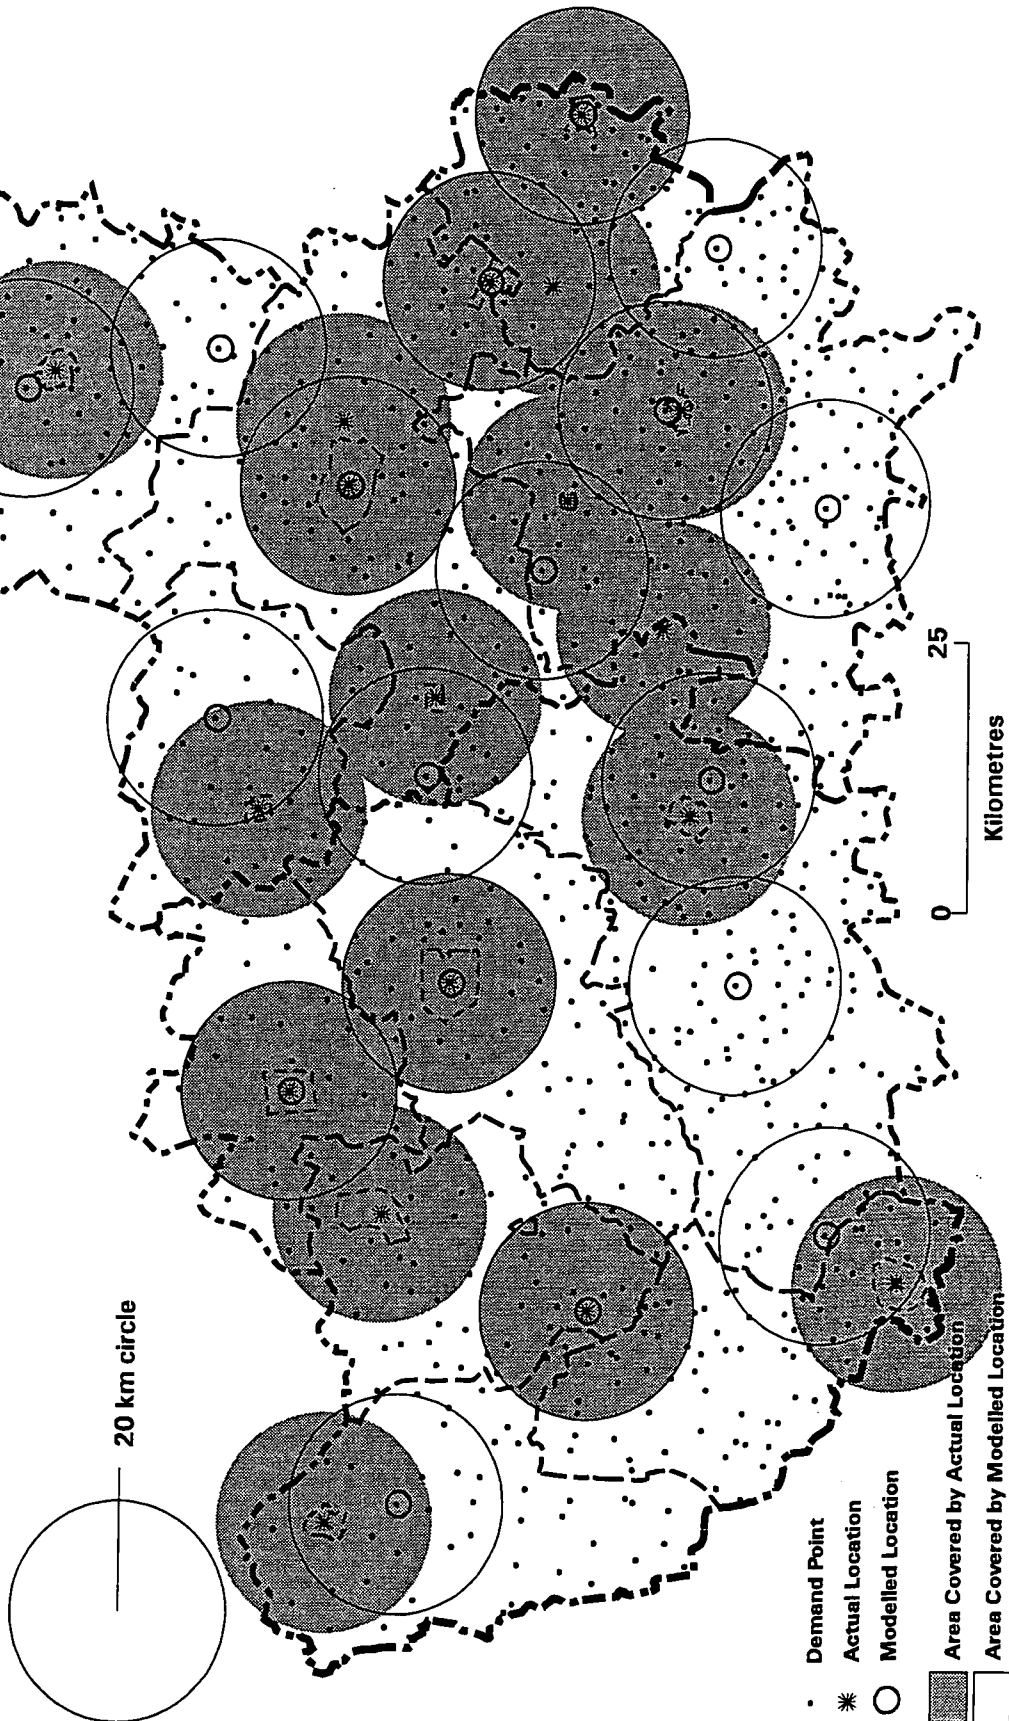 20 km circle
Demand Point
Actual Location
Modelled Location
Area Covered by Actual Location
Area Covered by Modelled Location
0 25
Kilometres